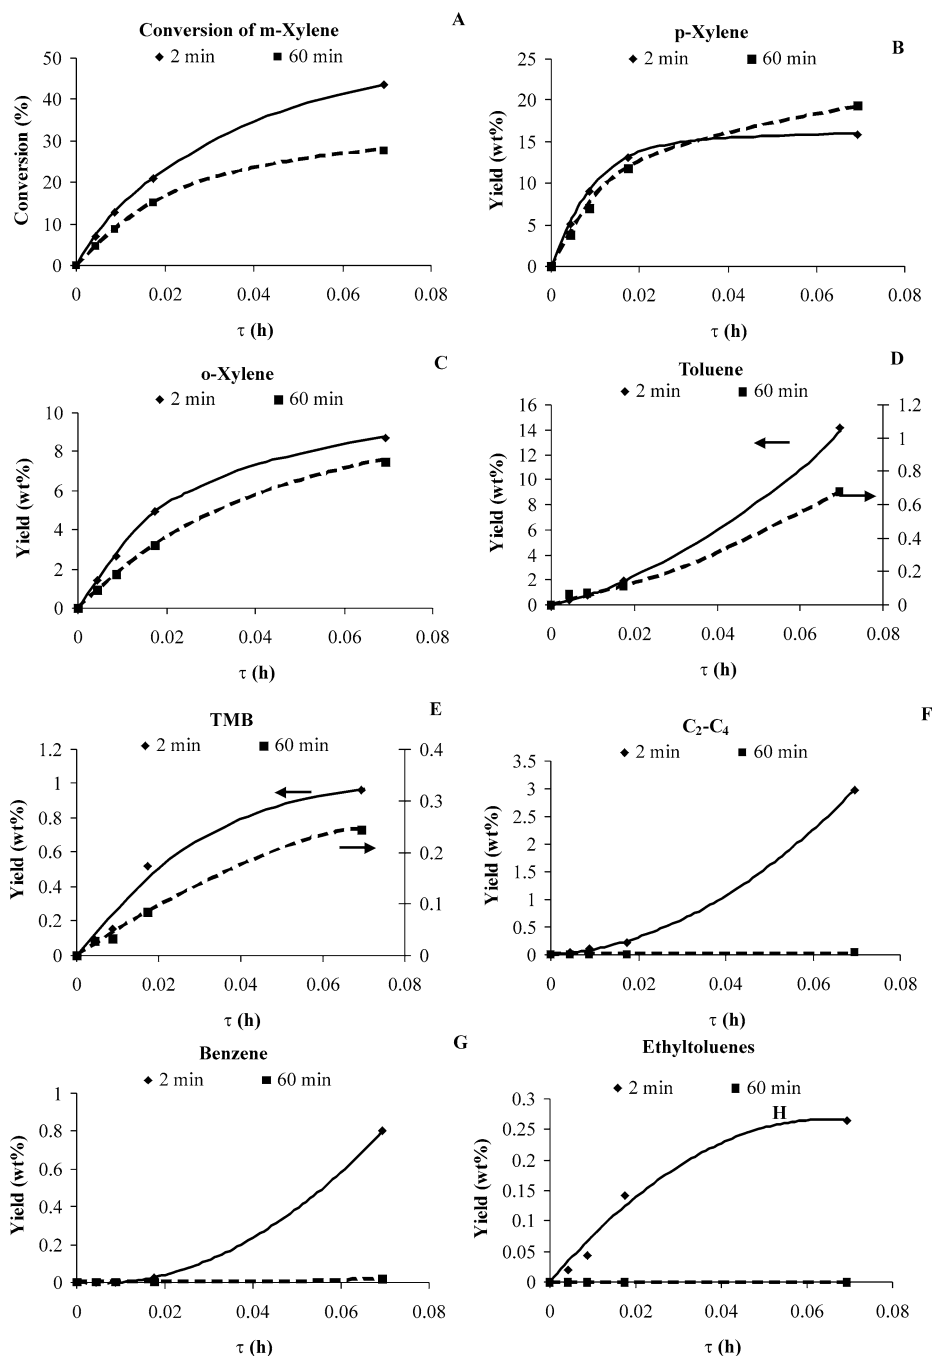 A
Conversion of m-Xylene
2 min 60 min
50
40
30
20
10
0
Conversion (%)
0 0.02 0.04 0.06 0.08
τ (h)
p-Xylene
B
2 min 60 min
25
20
15
10
5
0
Yield (wt%)
0 0.02 0.04 0.06 0.08
τ (h)
C
o-Xylene
2 min 60 min
10
8
6
4
2
0
Yield (wt%)
0 0.02 0.04 0.06 0.08
τ (h)
D
Toluene
2 min 60 min
16
14
12
10
8
6
4
2
0
Yield (wt%)
1.2
1
0.8
0.6
0.4
0.2
0
0 0.02 0.04 0.06 0.08
τ (h)
E
TMB
2 min 60 min
1.2
1
0.8
0.6
0.4
0.2
0
Yield (wt%)
0.4
0.3
0.2
0.1
0
0 0.02 0.04 0.06 0.08
τ (h)
F
C₂-C₄
2 min 60 min
3.5
3
2.5
2
1.5
1
0.5
0
Yield (wt%)
0 0.02 0.04 0.06 0.08
τ (h)
G
Benzene
2 min 60 min
1
0.8
0.6
0.4
0.2
0
Yield (wt%)
0 0.02 0.04 0.06 0.08
τ (h)
Ethyltoluenes
2 min 60 min
H
0.3
0.25
0.2
0.15
0.1
0.05
0
Yield (wt%)
0 0.02 0.04 0.06 0.08
τ (h)